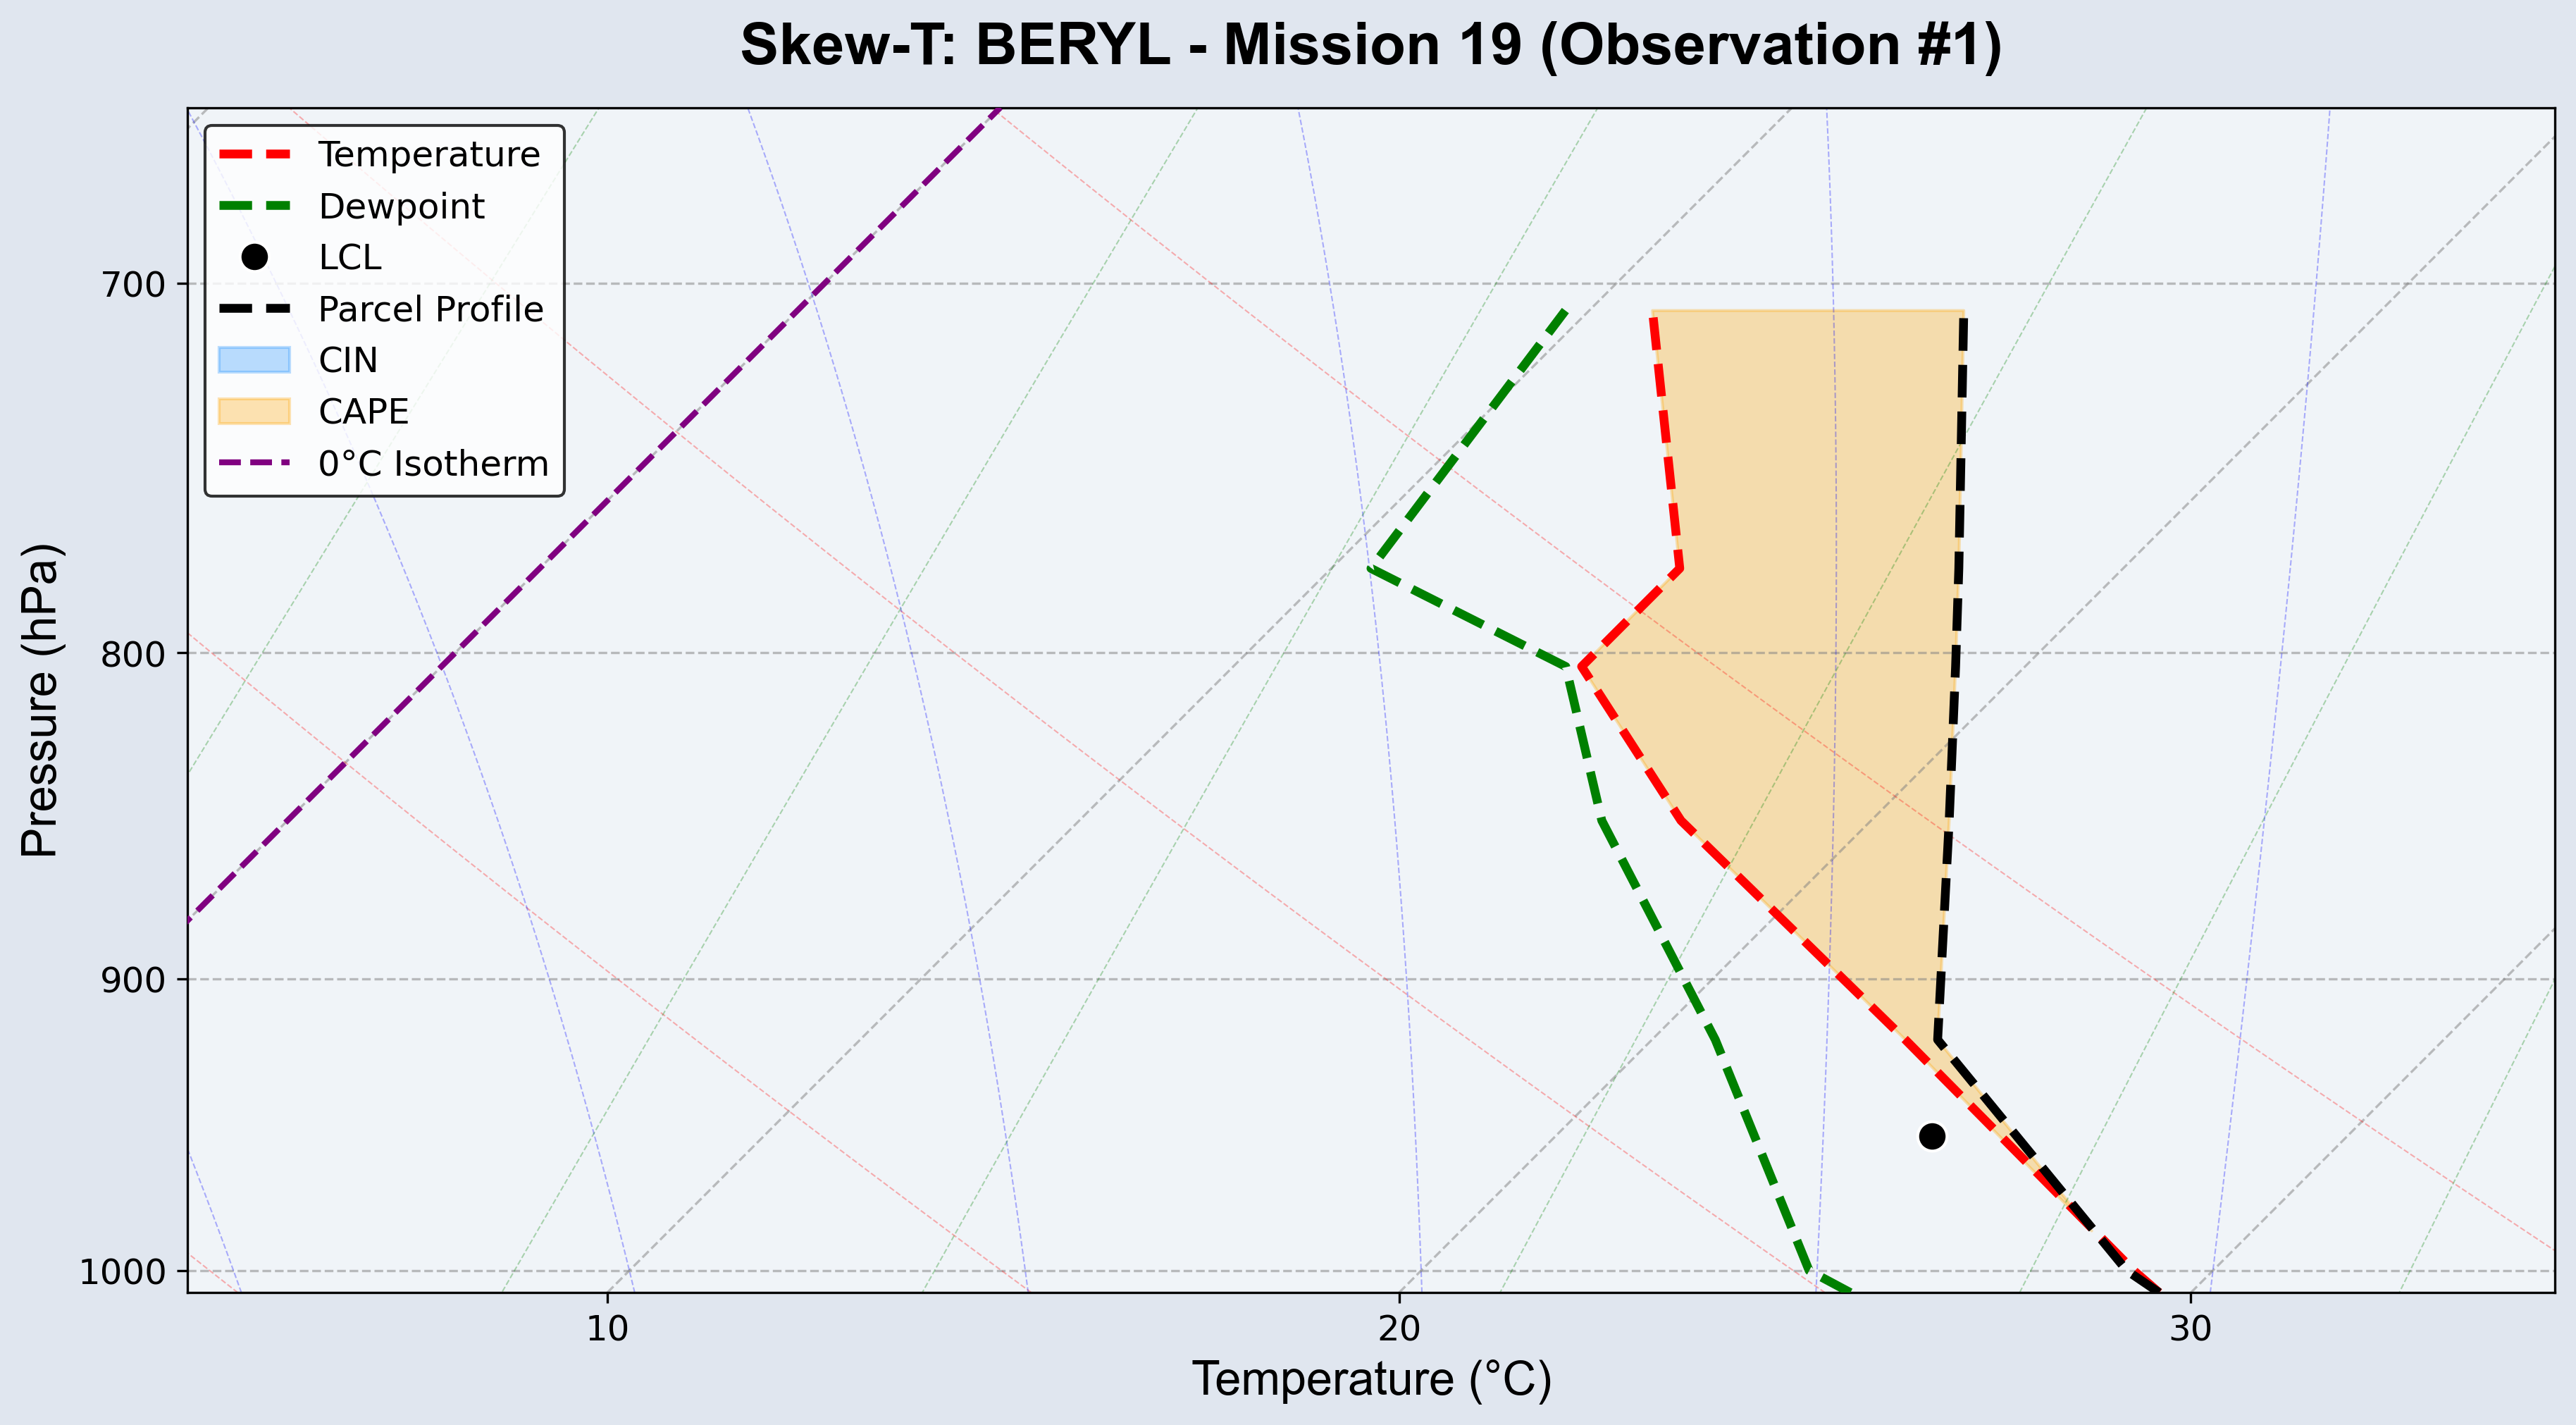 Skew-T: BERYL - Mission 19 (Observation #1)
Temperature
Dewpoint
LCL
Parcel Profile
CIN
CAPE
0°C Isotherm
Pressure (hPa)
700
800
900
1000
10
20
30
Temperature (°C)